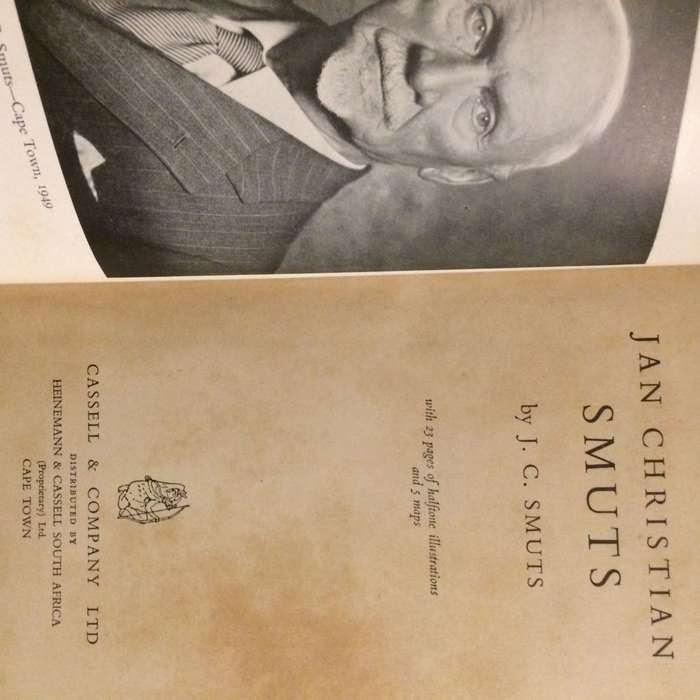 Smuts—Cape Town, 1949
JAN CHRISTIAN
SMUTS
by J. C. SMUTS
with 23 pages of halftone illustrations
and 5 maps
CASSELL & COMPANY LTD
DISTRIBUTED BY
HEINEMANN & CASSELL SOUTH AFRICA
(Proprietary) Ltd.
CAPE TOWN